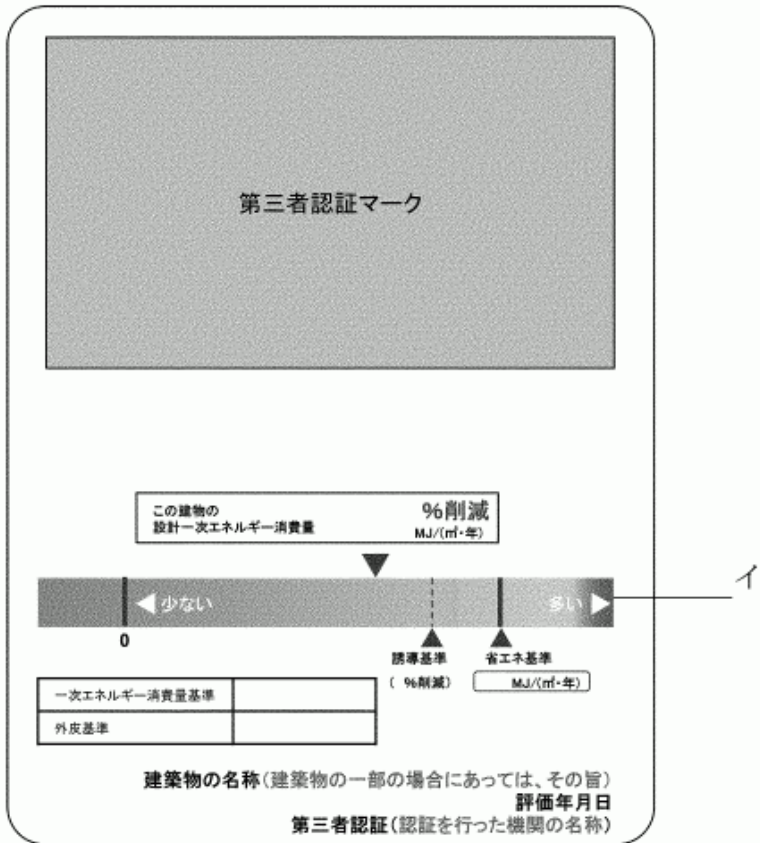 第三者認証マーク
この建物の
設計一次エネルギー消費量
%削減
MJ/(㎡・年)
イ
少ない
多い
0
誘導基準
( %削減)
省エネ基準
MJ/(㎡・年)
一次エネルギー消費量基準
外皮基準
建築物の名称(建築物の一部の場合にあっては、その旨)
評価年月日
第三者認証(認証を行った機関の名称)